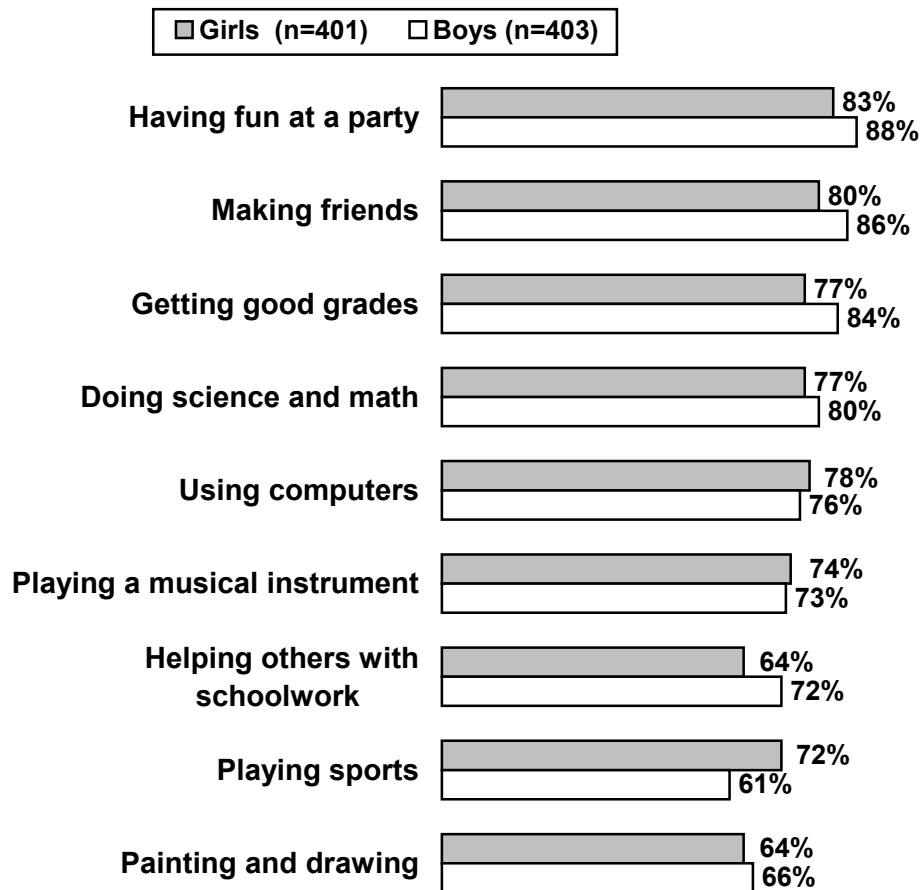 Girls (n=401) Boys (n=403)
Having fun at a party
83%
88%
Making friends
80%
86%
Getting good grades
77%
84%
Doing science and math
77%
80%
Using computers
78%
76%
Playing a musical instrument
74%
73%
Helping others with
schoolwork
64%
72%
Playing sports
72%
61%
Painting and drawing
64%
66%